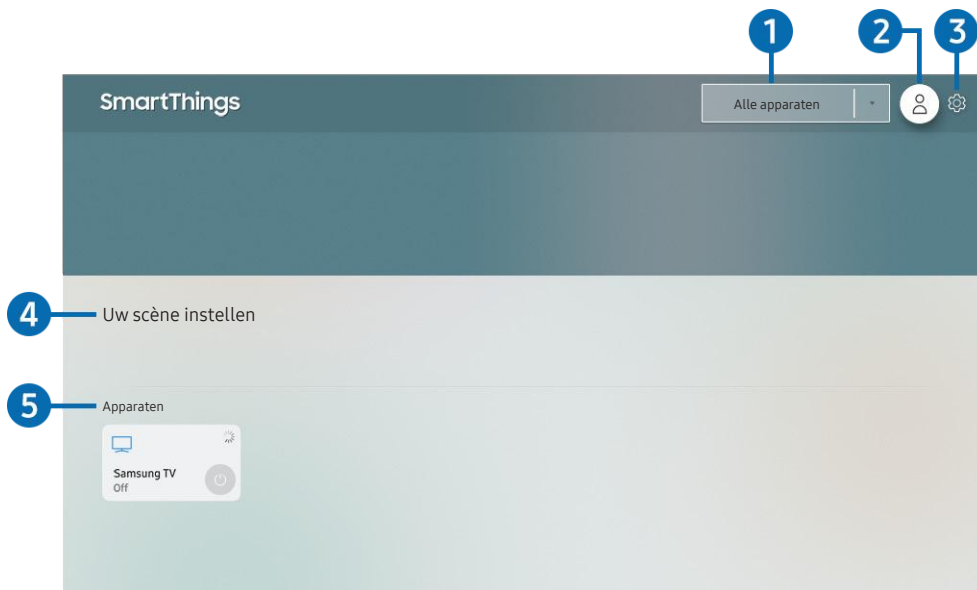 1 2 3
SmartThings
Alle apparaten
4 Uw scène instellen
5 Apparaten
Samsung TV
Off